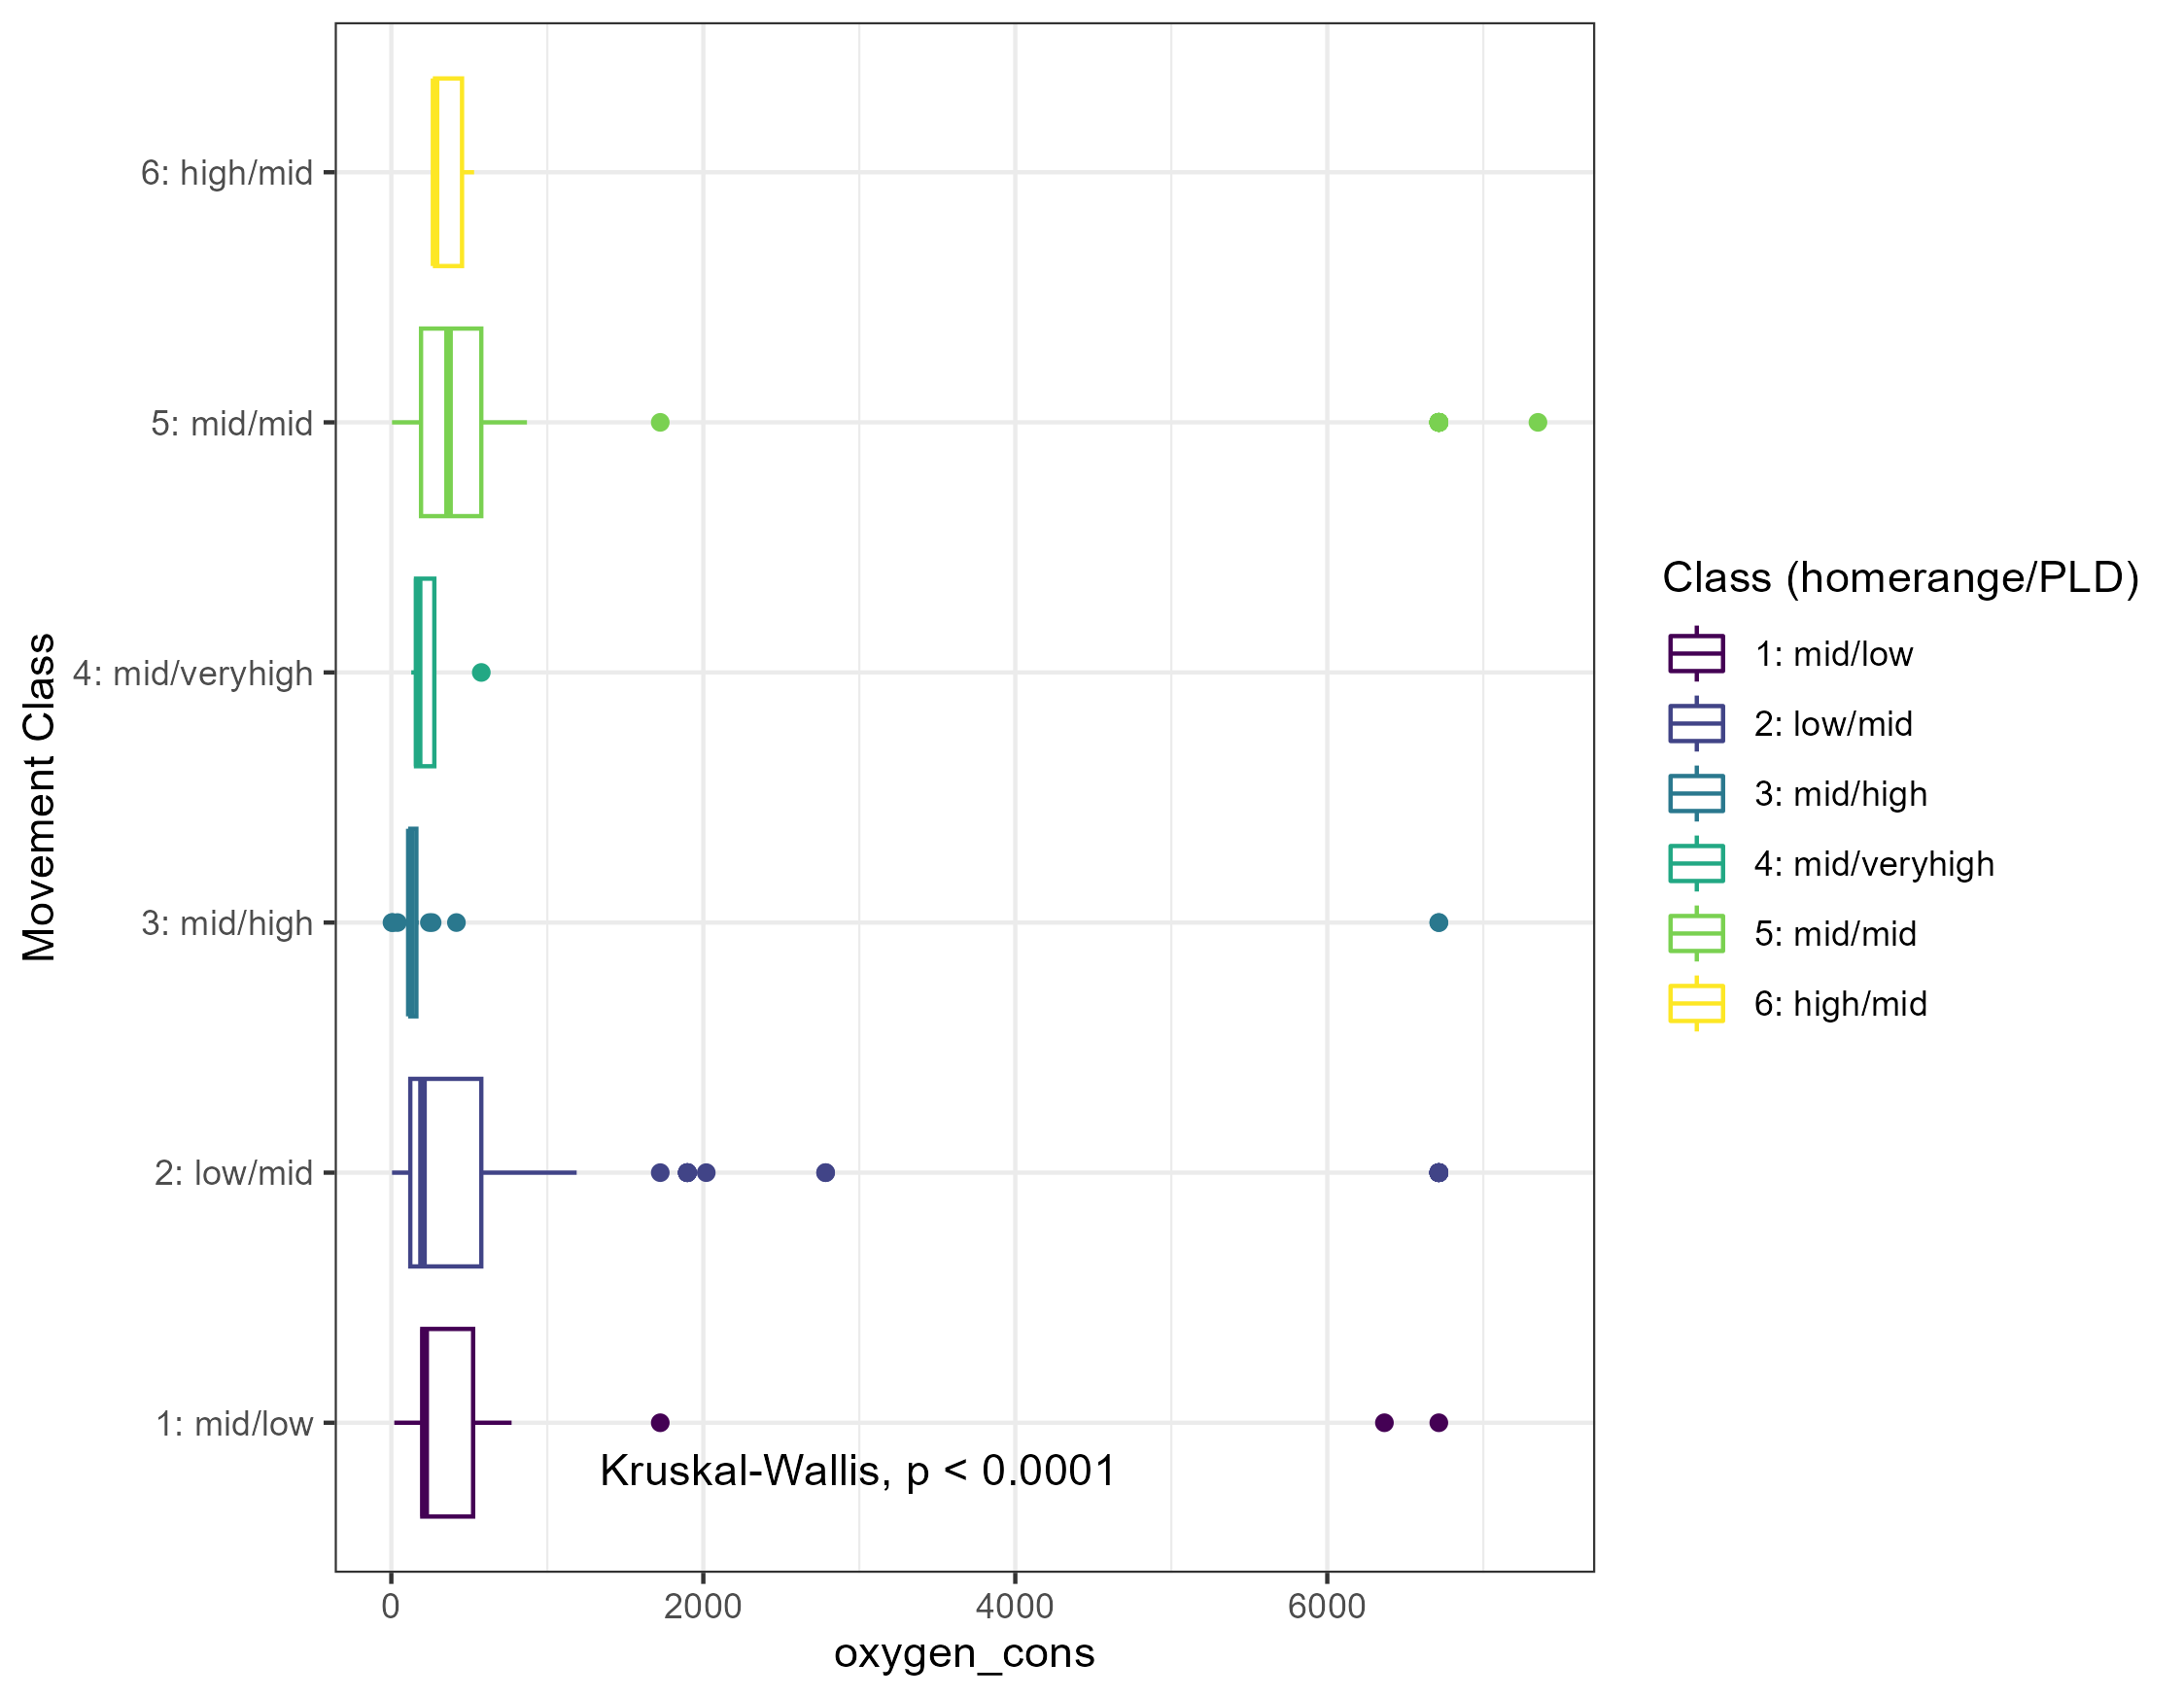 6: high/mid
5: mid/mid
4: mid/veryhigh
3: mid/high
2: low/mid
1: mid/low
Movement Class
Kruskal-Wallis, p < 0.0001
0 2000 4000 6000
oxygen_cons
Class (homerange/PLD)
1: mid/low
2: low/mid
3: mid/high
4: mid/veryhigh
5: mid/mid
6: high/mid